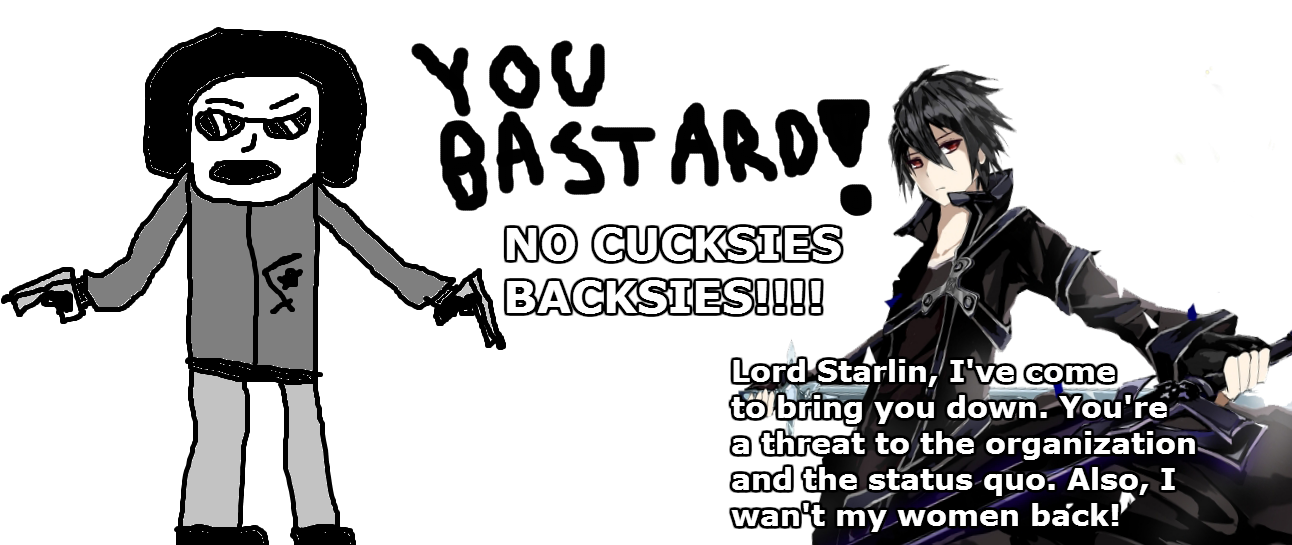 YOU
BASTARD!
NO CUCKSIES
BACKSIES!!!!
Lord Starlin, I've come
to bring you down. You're
a threat to the organization
and the status quo. Also, I
wan't my women back!